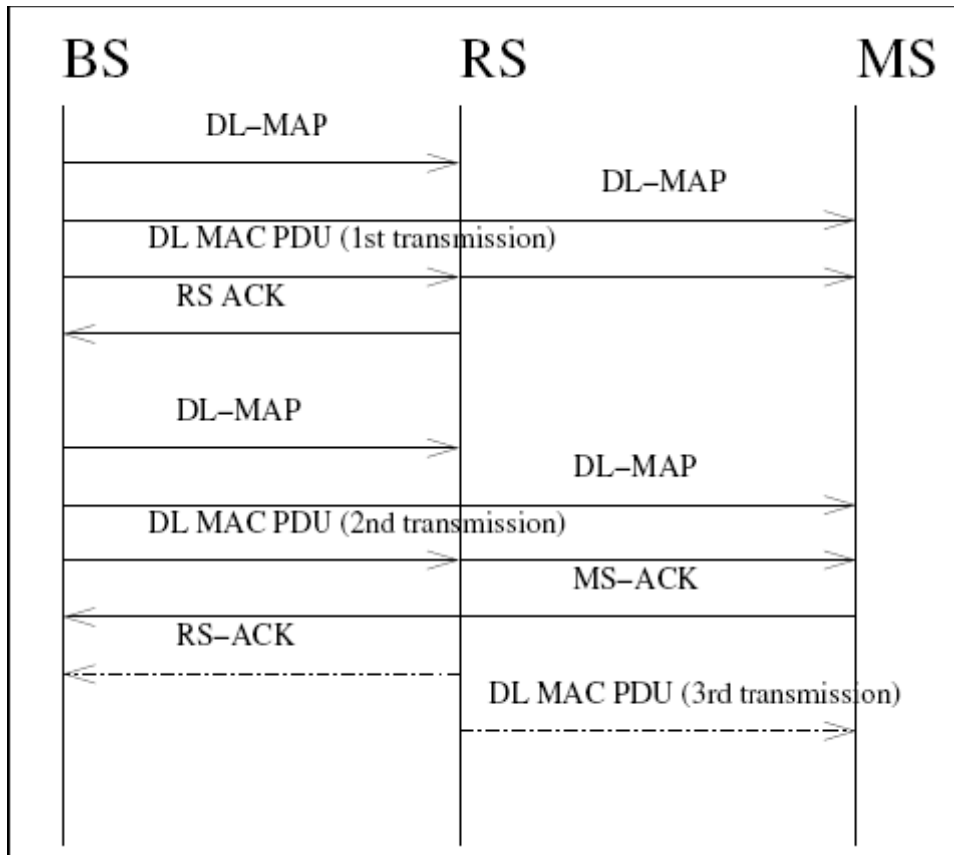 BS RS MS
DL–MAP
DL–MAP
DL MAC PDU (1st transmission)
RS ACK
DL–MAP
DL–MAP
DL MAC PDU (2nd transmission)
MS–ACK
RS–ACK
DL MAC PDU (3rd transmission)